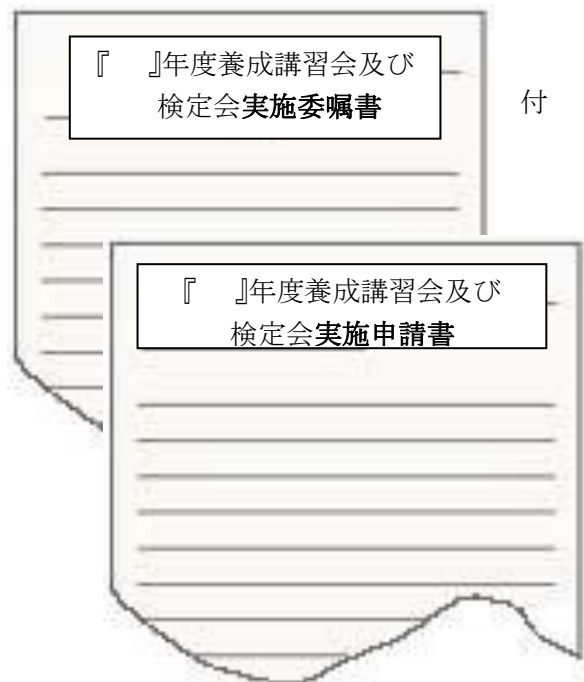 『　　』年度養成講習会及び
検定会実施委嘱書
付
『　　』年度養成講習会及び
検定会実施申請書